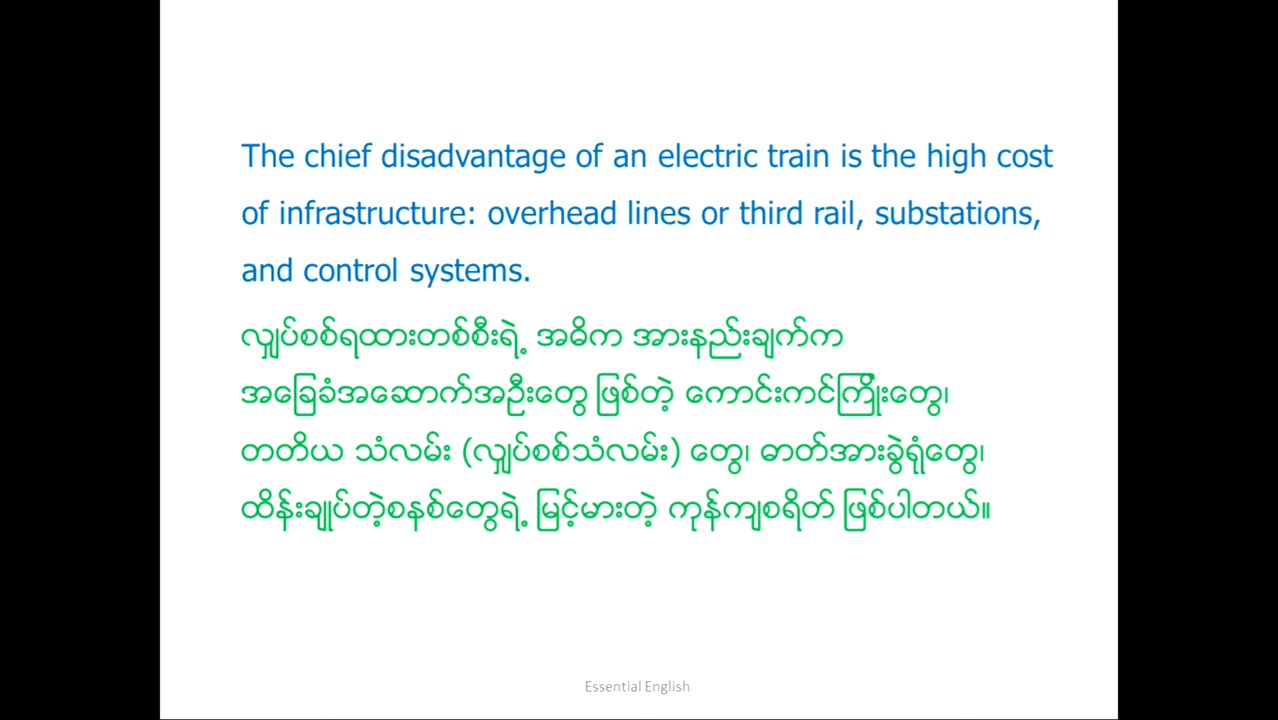 The chief disadvantage of an electric train is the high cost
of infrastructure: overhead lines or third rail, substations,
and control systems.
လျှပ်စစ်ရထားတစ်စီးရဲ့ အဓိက အားနည်းချက်က
အခြေခံအဆောက်အဦးတွေ ဖြစ်တဲ့ ကောင်းကင်ကြိုးတွေ၊
တတိယ သံလမ်း (လျှပ်စစ်သံလမ်း) တွေ၊ ဓာတ်အားခွဲရုံတွေ၊
ထိန်းချုပ်တဲ့စနစ်တွေရဲ့ မြင့်မားတဲ့ ကုန်ကျစရိတ် ဖြစ်ပါတယ်။
Essential English